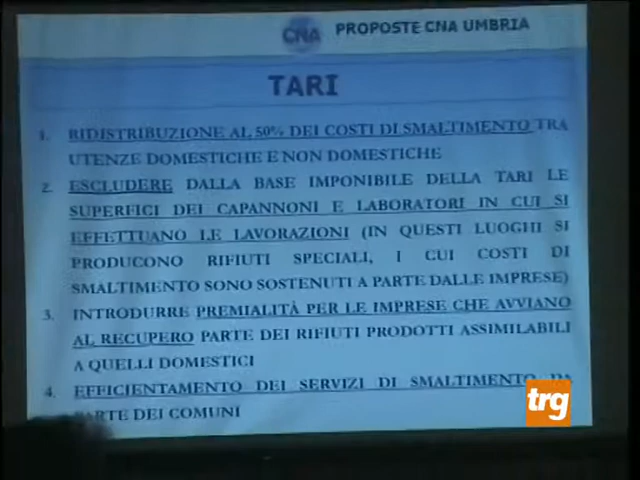 CNA
PROPOSTE CNA UMBRIA
TARI
1. RIDISTRIBUZIONE AL 50% DEI COSTI DI SMALTIMENTO TRA
UTENZE DOMESTICHE E NON DOMESTICHE
2. ESCLUDERE DALLA BASE IMPONIBILE DELLA TARI LE
SUPERFICI DEI CAPANNONI E LABORATORI IN CUI SI
EFFETTUANO LE LAVORAZIONI (IN QUESTI LUOGHI SI
PRODUCONO RIFIUTI SPECIALI, I CUI COSTI DI
SMALTIMENTO SONO SOSTENUTI A PARTE DALLE IMPRESE)
3. INTRODURRE PREMIALITÀ PER LE IMPRESE CHE AVVIANO
AL RECUPERO PARTE DEI RIFIUTI PRODOTTI ASSIMILABILI
A QUELLI DOMESTICI
4. EFFICIENTAMENTO DEI SERVIZI DI SMALTIMENTO DA
PARTE DEI COMUNI
trg